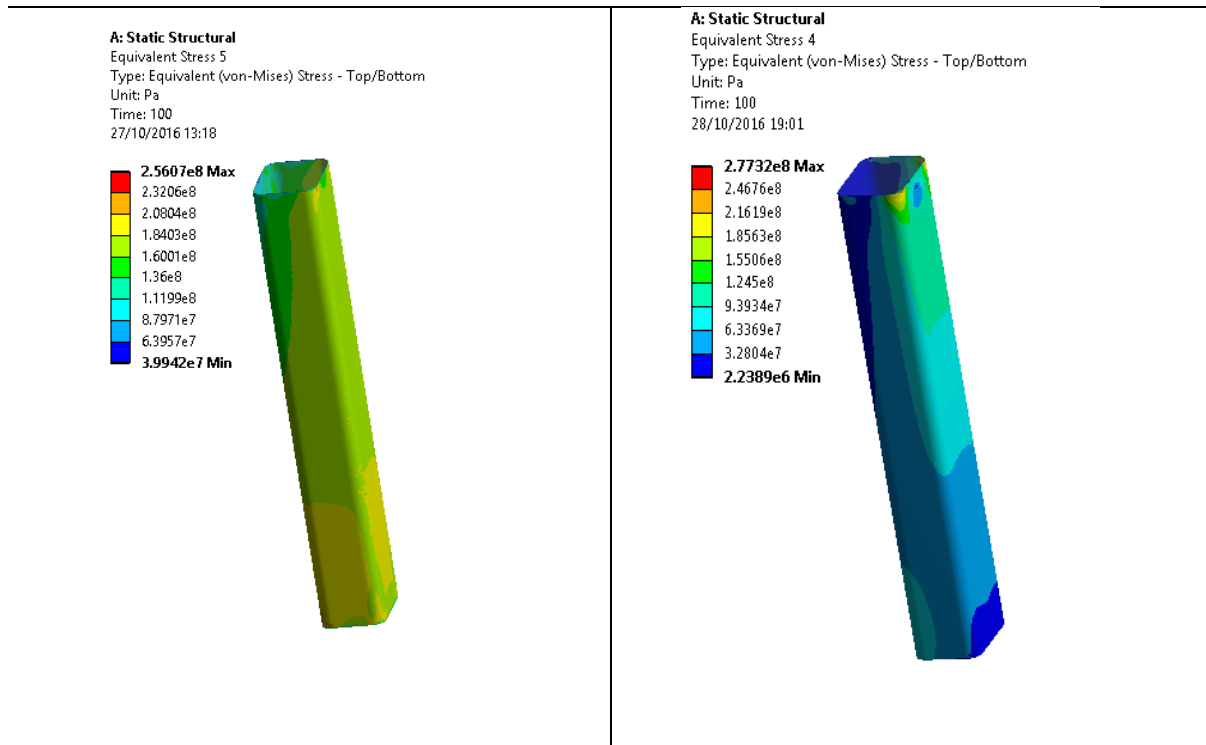 A: Static Structural
Equivalent Stress 5
Type: Equivalent (von-Mises) Stress - Top/Bottom
Unit: Pa
Time: 100
27/10/2016 13:18
2.5607e8 Max
2.3206e8
2.0804e8
1.8403e8
1.6001e8
1.36e8
1.1199e8
8.7971e7
6.3957e7
3.9942e7 Min
A: Static Structural
Equivalent Stress 4
Type: Equivalent (von-Mises) Stress - Top/Bottom
Unit: Pa
Time: 100
28/10/2016 19:01
2.7732e8 Max
2.4676e8
2.1619e8
1.8563e8
1.5506e8
1.245e8
9.3934e7
6.3369e7
3.2804e7
2.2389e6 Min